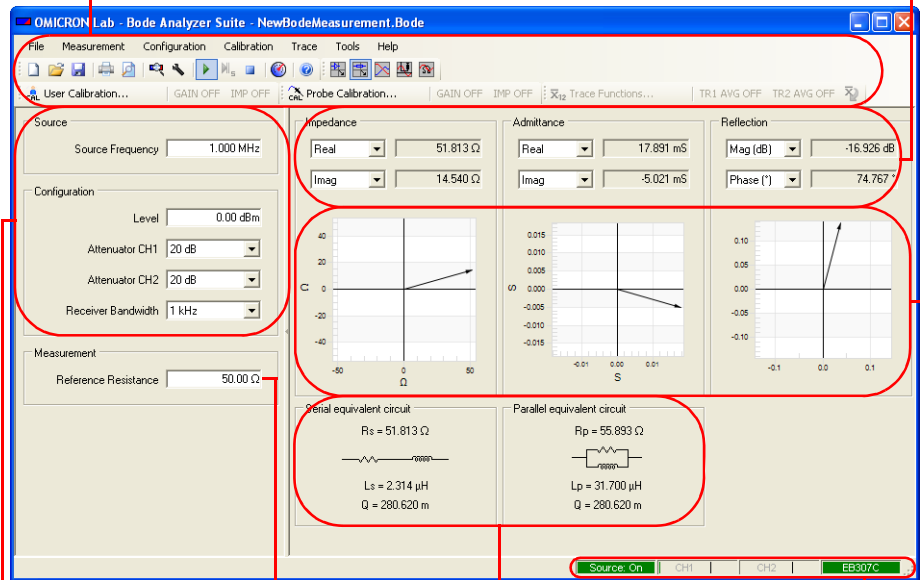 OMICRON Lab - Bode Analyzer Suite - NewBodeMeasurement.Bode
File Measurement Configuration Calibration Trace Tools Help
CAL User Calibration... GAIN OFF IMP OFF CAL Probe Calibration... GAIN OFF IMP OFF X12 Trace Functions... TR1 AVG OFF TR2 AVG OFF
Source
Source Frequency 1.000 MHz
Configuration
Level 0.00 dBm
Attenuator CH1 20 dB
Attenuator CH2 20 dB
Receiver Bandwidth 1 kHz
Measurement
Reference Resistance 50.00 Ω
Impedance
Real 51.813 Ω
Imag 14.540 Ω
Admittance
Real 17.891 mS
Imag -5.021 mS
Reflection
Mag (dB) -16.926 dB
Phase (°) 74.767 °
40
20
Ω 0
-20
-40
-50 0 50
Ω
0.015
0.010
0.005
S 0.000
-0.005
-0.010
-0.015
-0.01 0.00 0.01
S
0.10
0.05
0.00
-0.05
-0.10
-0.1 0.0 0.1
Serial equivalent circuit
Rs = 51.813 Ω
Ls = 2.314 µH
Q = 280.620 m
Parallel equivalent circuit
Rp = 55.893 Ω
Lp = 31.700 µH
Q = 280.620 m
Source: On CH1 CH2 EB307C